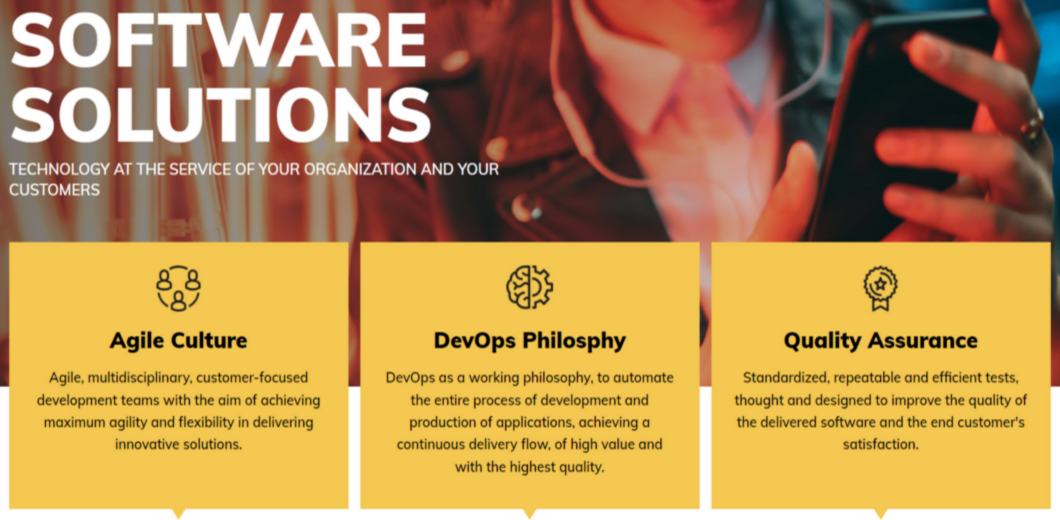 SOFTWARE
SOLUTIONS
TECHNOLOGY AT THE SERVICE OF YOUR ORGANIZATION AND YOUR
CUSTOMERS
Agile Culture
Agile, multidisciplinary, customer-focused
development teams with the aim of achieving
maximum agility and flexibility in delivering
innovative solutions.
DevOps Philosphy
DevOps as a working philosophy, to automate
the entire process of development and
production of applications, achieving a
continuous delivery flow, of high value and
with the highest quality.
Quality Assurance
Standardized, repeatable and efficient tests,
thought and designed to improve the quality of
the delivered software and the end customer's
satisfaction.